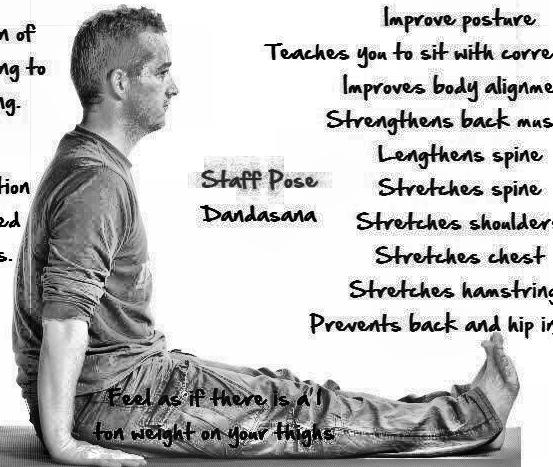 n of
ng to
ng.
tion
ed
s.
Staff Pose
Dandasana
Improve posture
Teaches you to sit with corre
Improves body alignme
Strengthens back mus
Lengthens spine
Stretches spine
Stretches shoulder
Stretches chest
Stretches hamstring
Prevents back and hip in
Feel as if there is a 1
ton weight on your thighs